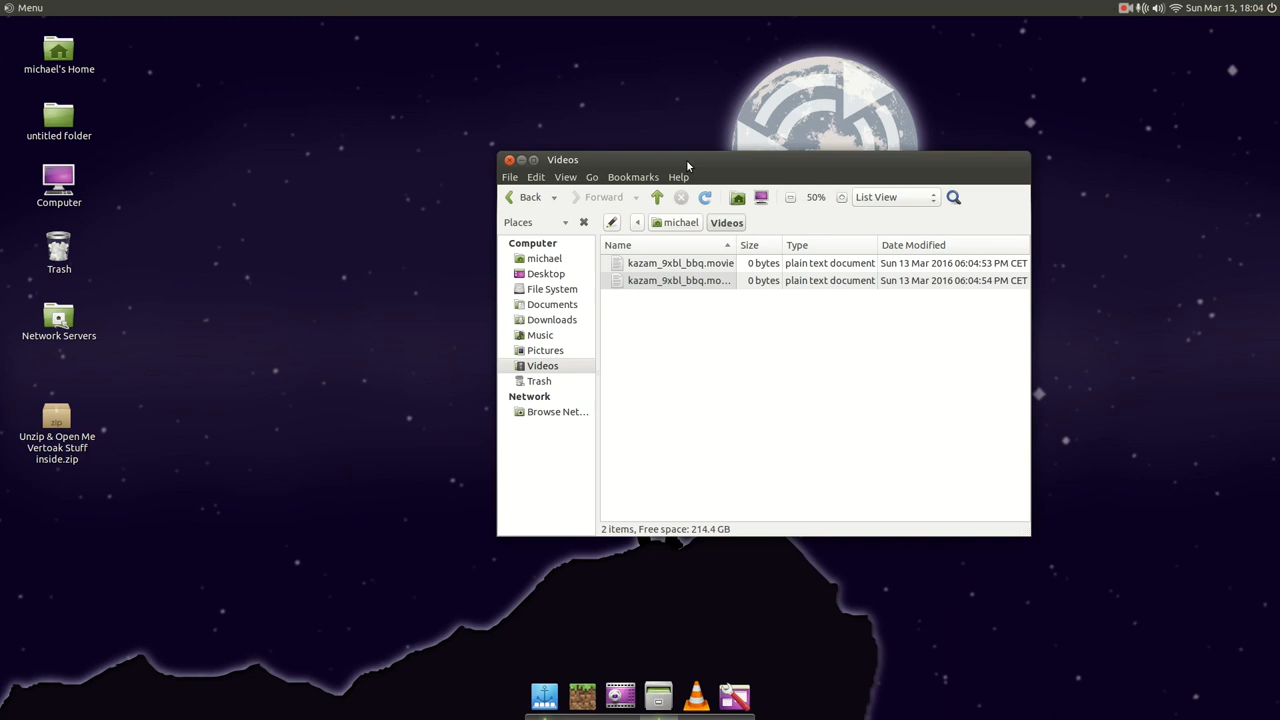 Menu
Sun Mar 13, 18:04
michael's Home
untitled folder
Computer
Trash
Network Servers
zip
Unzip & Open Me
Vertoak Stuff
inside.zip
Videos
File Edit View Go Bookmarks Help
Back Forward 50% List View
Places michael Videos
Computer
michael
Desktop
File System
Documents
Downloads
Music
Pictures
Videos
Trash
Network
Browse Net...
Name Size Type Date Modified
kazam_9xbl_bbq.movie 0 bytes plain text document Sun 13 Mar 2016 06:04:53 PM CET
kazam_9xbl_bbq.mo... 0 bytes plain text document Sun 13 Mar 2016 06:04:54 PM CET
2 items, Free space: 214.4 GB